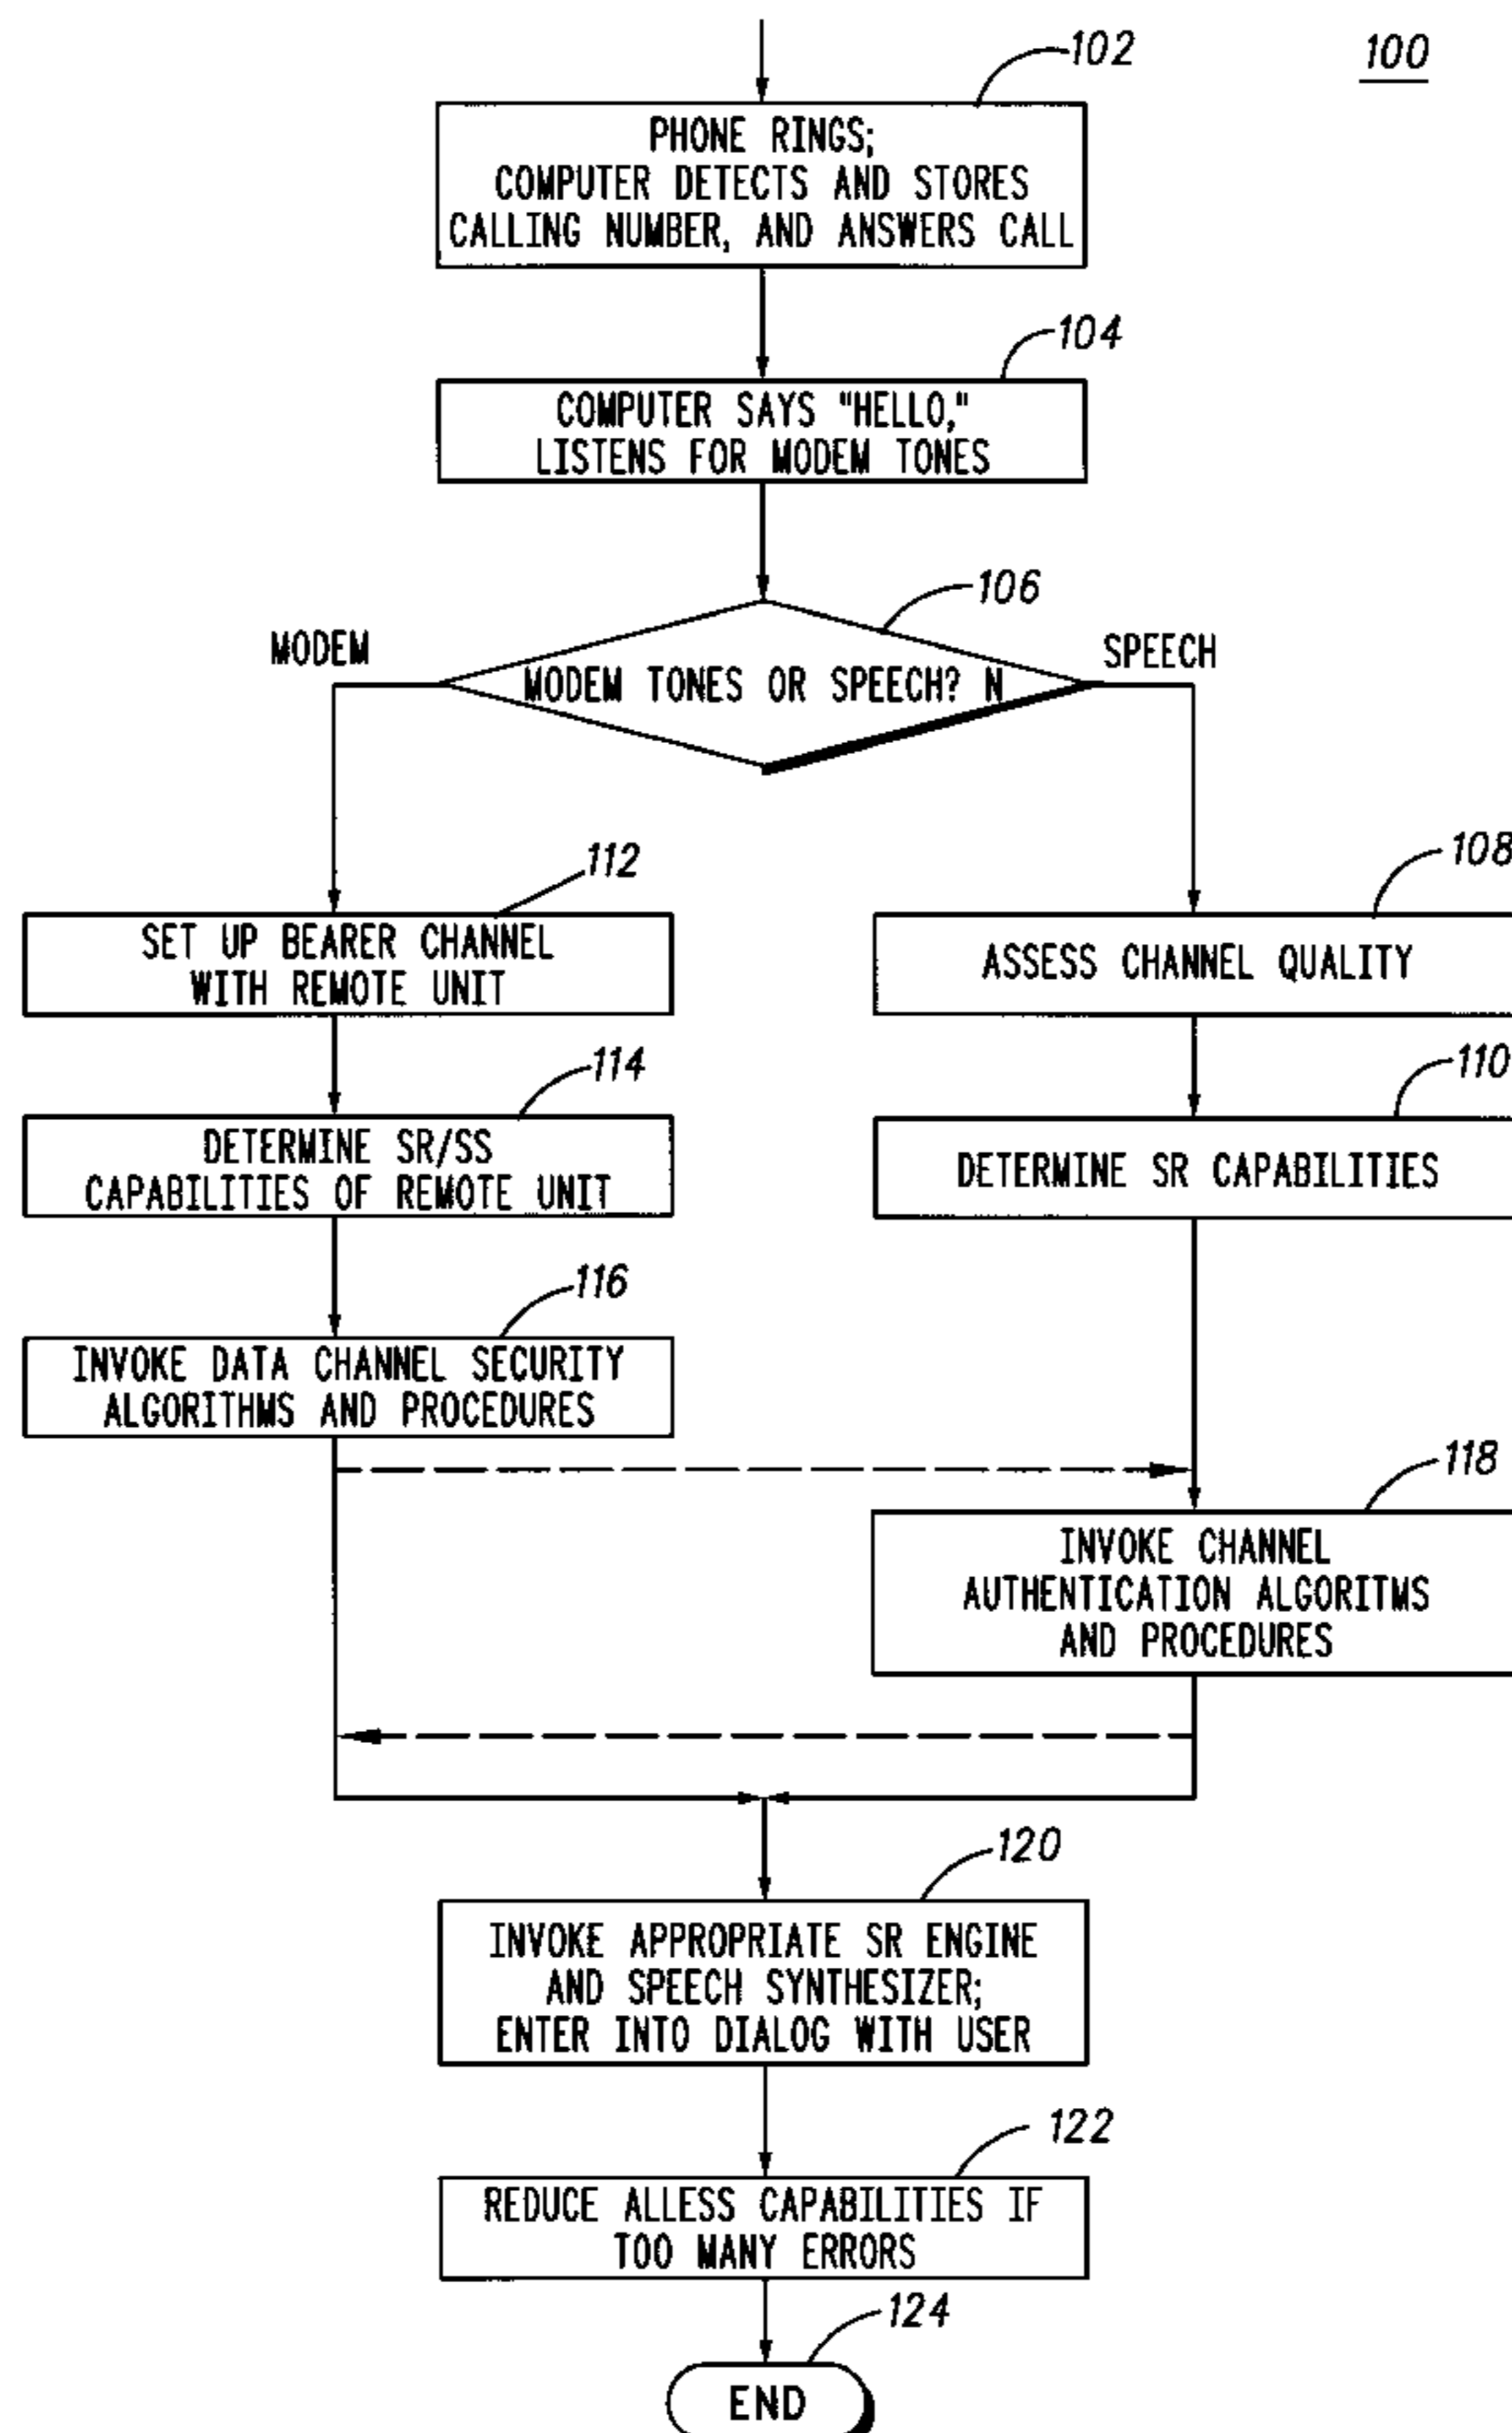 100
102
PHONE RINGS;
COMPUTER DETECTS AND STORES
CALLING NUMBER, AND ANSWERS CALL
104
COMPUTER SAYS "HELLO,"
LISTENS FOR MODEM TONES
106
MODEM
SPEECH
MODEM TONES OR SPEECH? N
112
SET UP BEARER CHANNEL
WITH REMOTE UNIT
108
ASSESS CHANNEL QUALITY
114
DETERMINE SR/SS
CAPABILITIES OF REMOTE UNIT
110
DETERMINE SR CAPABILITIES
116
INVOKE DATA CHANNEL SECURITY
ALGORITHMS AND PROCEDURES
118
INVOKE CHANNEL
AUTHENTICATION ALGORITMS
AND PROCEDURES
120
INVOKE APPROPRIATE SR ENGINE
AND SPEECH SYNTHESIZER;
ENTER INTO DIALOG WITH USER
122
REDUCE ALLESS CAPABILITIES IF
TOO MANY ERRORS
124
END